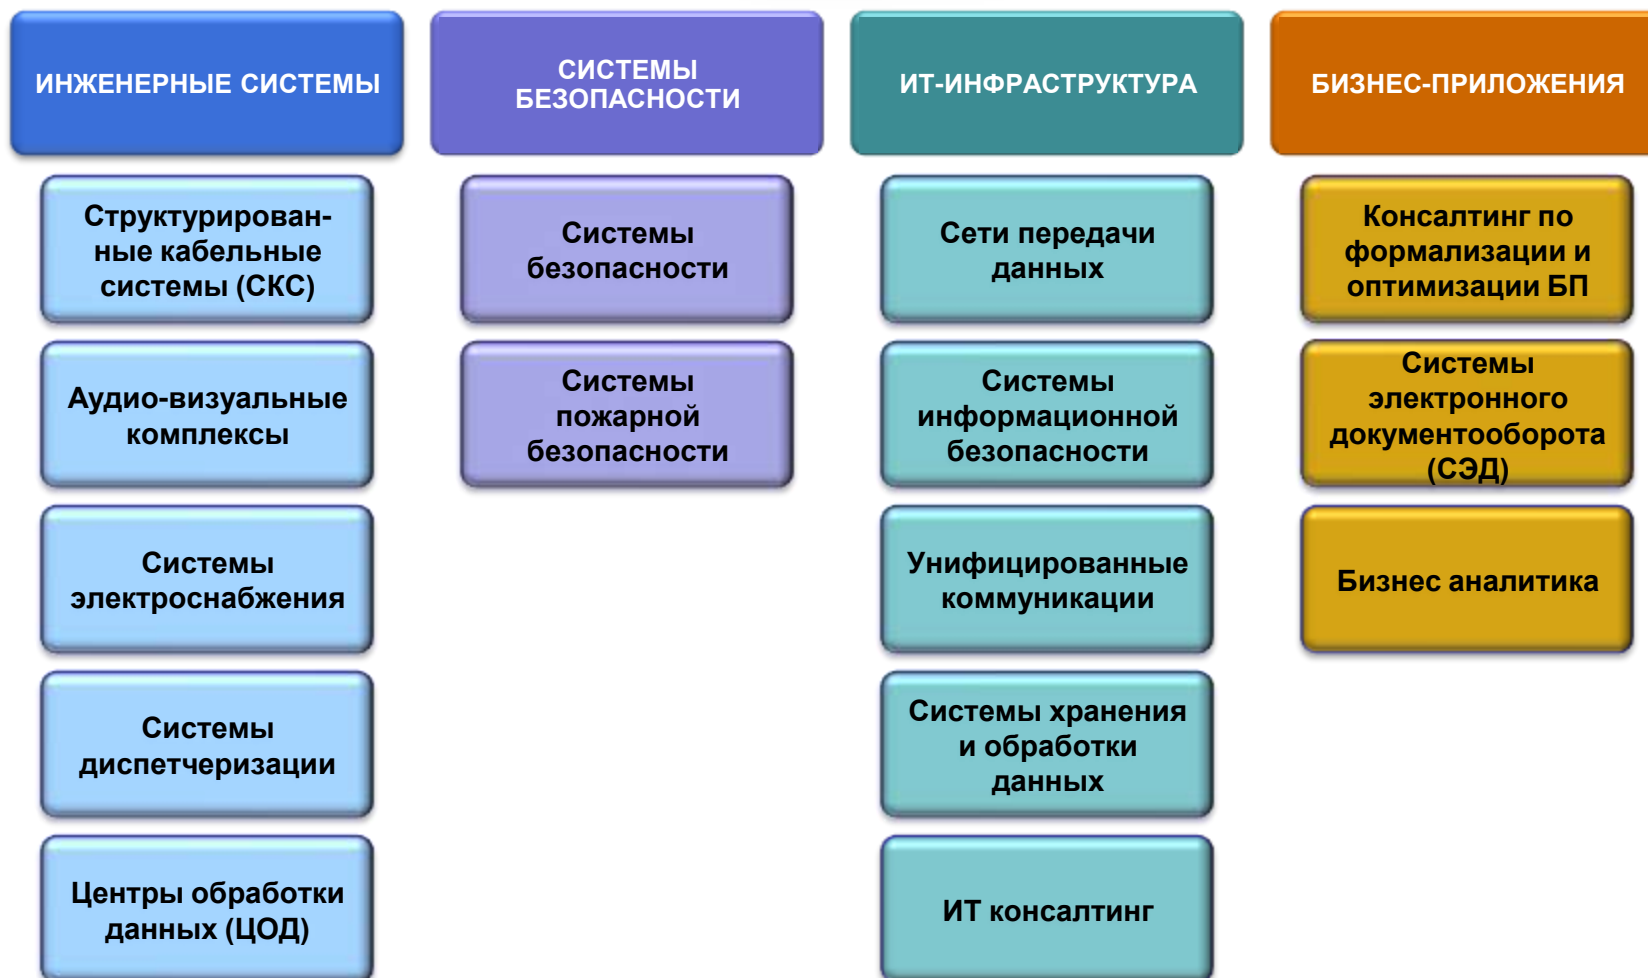 ИНЖЕНЕРНЫЕ СИСТЕМЫ
Структурирован-
ные кабельные
системы (СКС)
Аудио-визуальные
комплексы
Системы
электроснабжения
Системы
диспетчеризации
Центры обработки
данных (ЦОД)
СИСТЕМЫ
БЕЗОПАСНОСТИ
Системы
безопасности
Системы
пожарной
безопасности
ИТ-ИНФРАСТРУКТУРА
Сети передачи
данных
Системы
информационной
безопасности
Унифицированные
коммуникации
Системы хранения
и обработки
данных
ИТ консалтинг
БИЗНЕС-ПРИЛОЖЕНИЯ
Консалтинг по
формализации и
оптимизации БП
Системы
электронного
документооборота
(СЭД)
Бизнес аналитика